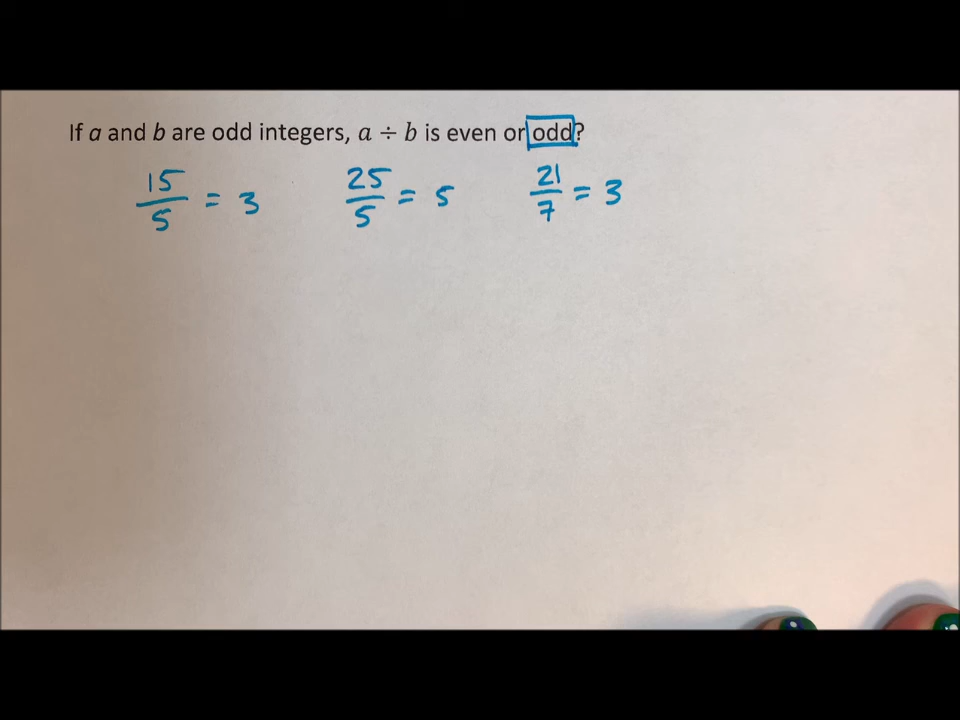 If a and b are odd integers, a ÷ b is even or odd?
15/5 = 3 25/5 = 5 21/7 = 3